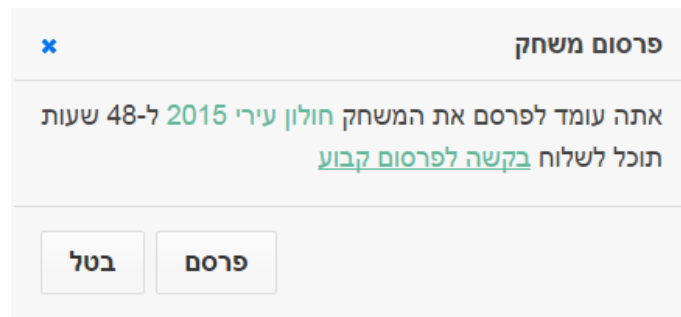 פרסום משחק
אתה עומד לפרסם את המשחק חולון עירי 2015 ל-48 שעות
תוכל לשלוח בקשה לפרסום קבוע
פרסם
בטל